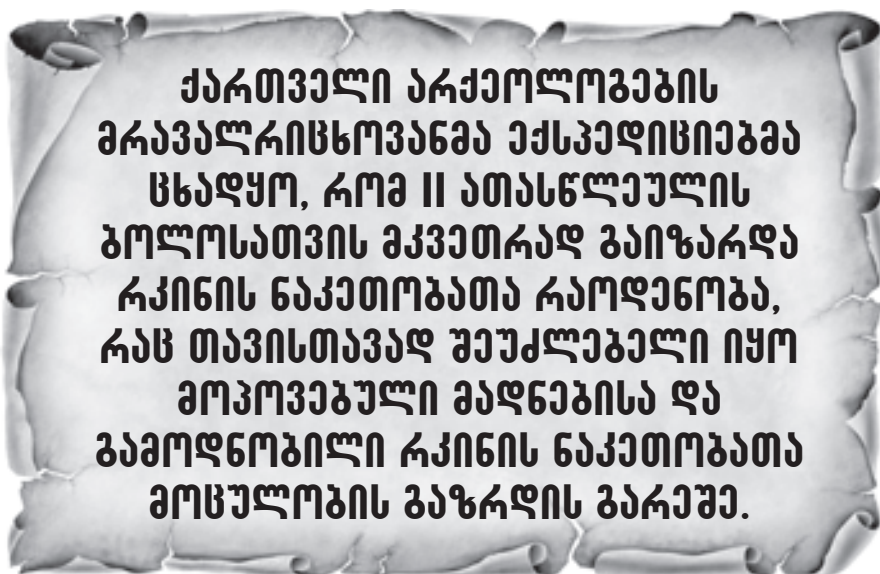 ქართველი არქეოლოგების
მრავალრიცხოვანმა ექსპედიციებმა
ცხადყო, რომ II ათასწლეულის
ბოლოსათვის მკვეთრად გაიზარდა
რკინის ნაკეთობათა რაოდენობა,
რაც თავისთავად შეუძლებელი იყო
მოპოვებული მადნებისა და
გამოდნობილი რკინის ნაკეთობათა
მოცულობის გაზრდის გარეშე.